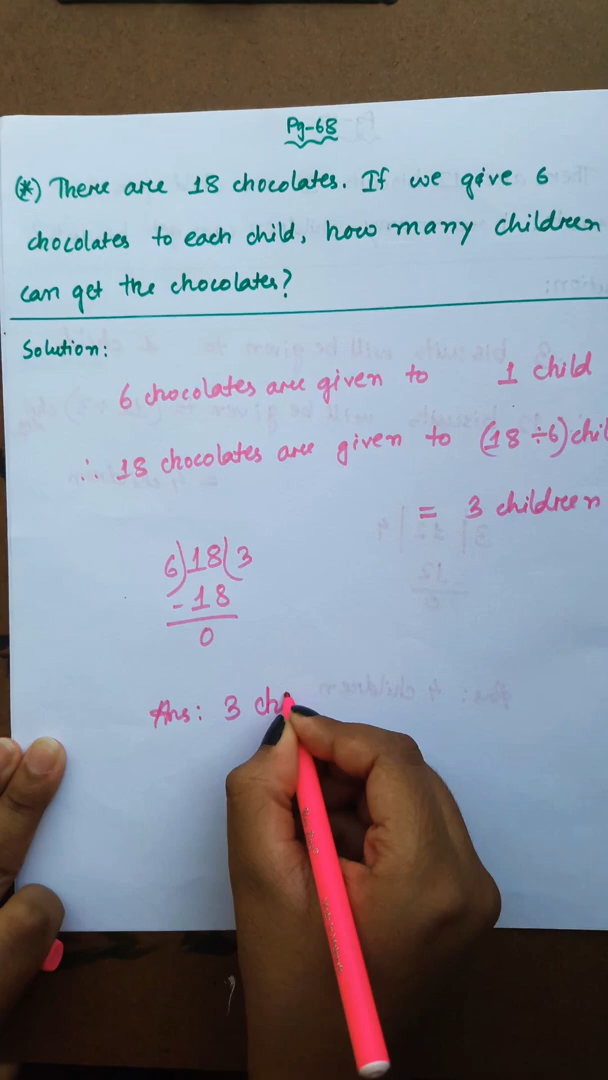 Pg-68
(*) There are 18 chocolates. If we give 6
chocolates to each child, how many children
can get the chocolates?
Solution:
6 chocolates are given to 1 child
∴ 18 chocolates are given to (18 ÷ 6) chil
= 3 children
6)18(3
-18
0
Ans: 3 chi